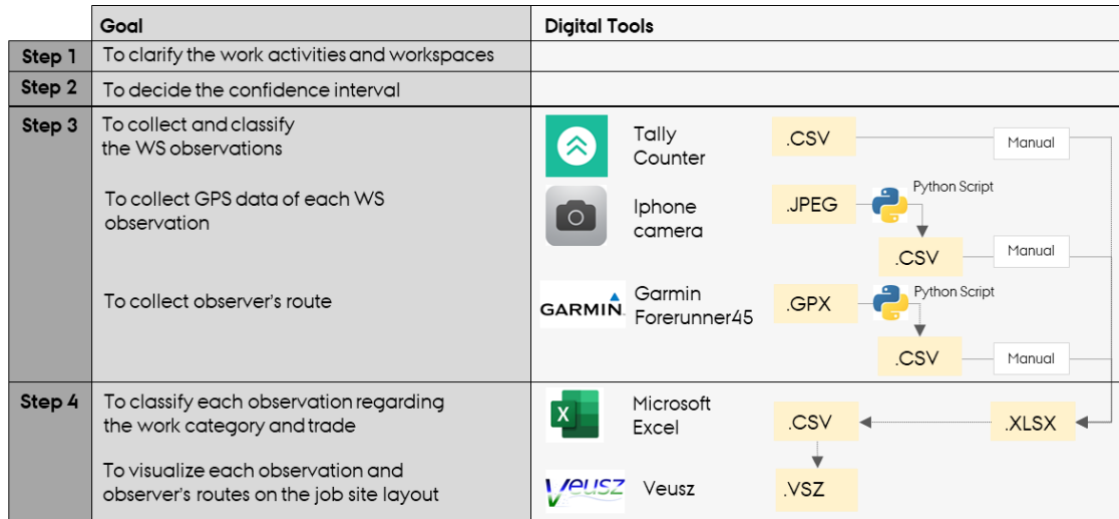 Goal
Digital Tools
Step 1
To clarify the work activities and workspaces
Step 2
To decide the confidence interval
Step 3
To collect and classify
the WS observations
Tally
Counter
.CSV
Manual
To collect GPS data of each WS
observation
Iphone
camera
.JPEG
Python Script
.CSV
Manual
To collect observer's route
GARMIN
Garmin
Forerunner45
.GPX
Python Script
.CSV
Manual
Step 4
To classify each observation regarding
the work category and trade
X
Microsoft
Excel
.CSV
.XLSX
To visualize each observation and
observer's routes on the job site layout
Veusz
Veusz
.VSZ